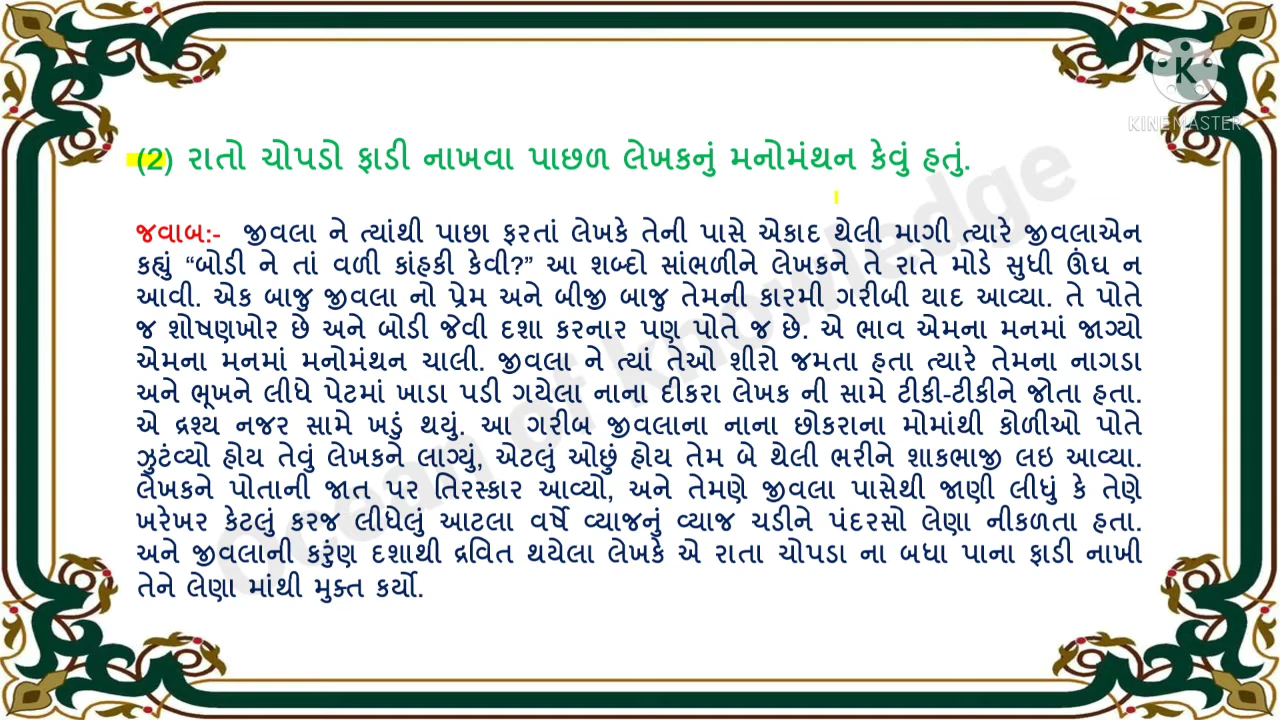 KINEMASTER
(2) રાતો ચોપડો ફાડી નાખવા પાછળ લેખકનું મનોમંથન કેવું હતું.
જવાબ:- જીવલા ને ત્યાંથી પાછા ફરતાં લેખકે તેની પાસે એકાદ થેલી માગી ત્યારે જીવલાએન
કહ્યું “બોડી ને તાં વળી કાંહકી કેવી?” આ શબ્દો સાંભળીને લેખકને તે રાતે મોડે સુધી ઊંઘ ન
આવી. એક બાજુ જીવલા નો પ્રેમ અને બીજી બાજુ તેમની કારમી ગરીબી યાદ આવ્યા. તે પોતે
જ શોષણખોર છે અને બોડી જેવી દશા કરનાર પણ પોતે જ છે. એ ભાવ એમના મનમાં જાગ્યો
એમના મનમાં મનોમંથન ચાલી. જીવલા ને ત્યાં તેઓ શીરો જમતા હતા ત્યારે તેમના નાગડા
અને ભૂખને લીધે પેટમાં ખાડા પડી ગયેલા નાના દીકરા લેખક ની સામે ટીકી-ટીકીને જોતા હતા.
એ દ્રશ્ય નજર સામે ખડું થયું. આ ગરીબ જીવલાના નાના છોકરાના મોમાંથી કોળીઓ પોતે
ઝુટંવ્યો હોય તેવું લેખકને લાગ્યું, એટલું ઓછું હોય તેમ બે થેલી ભરીને શાકભાજી લઇ આવ્યા.
લેખકને પોતાની જાત પર તિરસ્કાર આવ્યો, અને તેમણે જીવલા પાસેથી જાણી લીધું કે તેણે
ખરેખર કેટલું કરજ લીધેલું આટલા વર્ષે વ્યાજનું વ્યાજ ચડીને પંદરસો લેણા નીકળતા હતા.
અને જીવલાની કરુંણ દશાથી દ્રવિત થયેલા લેખકે એ રાતા ચોપડા ના બધા પાના ફાડી નાખી
તેને લેણા માંથી મુક્ત કર્યો.
Ocean of knowledge